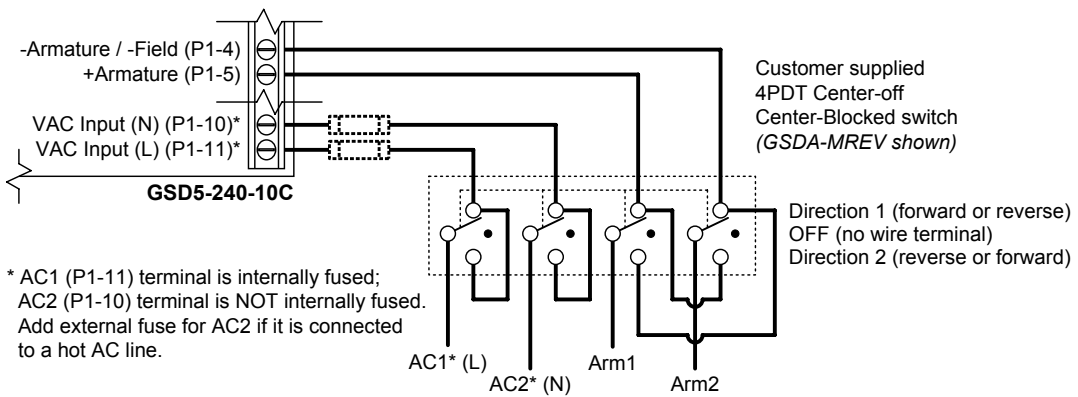 -Armature / -Field (P1-4)
+Armature (P1-5)
VAC Input (N) (P1-10)*
VAC Input (L) (P1-11)*
GSD5-240-10C
Customer supplied
4PDT Center-off
Center-Blocked switch
(GSDA-MREV shown)
Direction 1 (forward or reverse)
OFF (no wire terminal)
Direction 2 (reverse or forward)
* AC1 (P1-11) terminal is internally fused;
AC2 (P1-10) terminal is NOT internally fused.
Add external fuse for AC2 if it is connected
to a hot AC line.
AC1* (L)
AC2* (N)
Arm1
Arm2